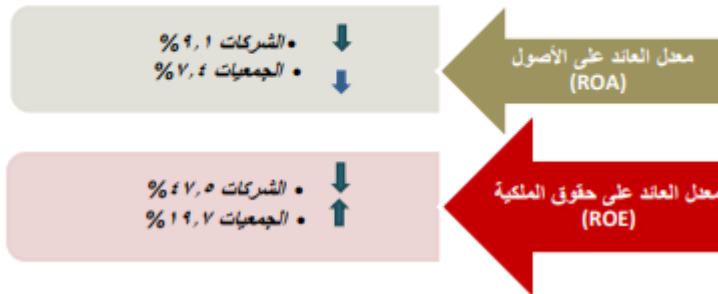 معدل العائد على الأصول
(ROA)
• الشركات ٩,١%
• الجمعيات ٧,٤%
معدل العائد على حقوق الملكية
(ROE)
• الشركات ٤٧,٥%
• الجمعيات ١٩,٧%